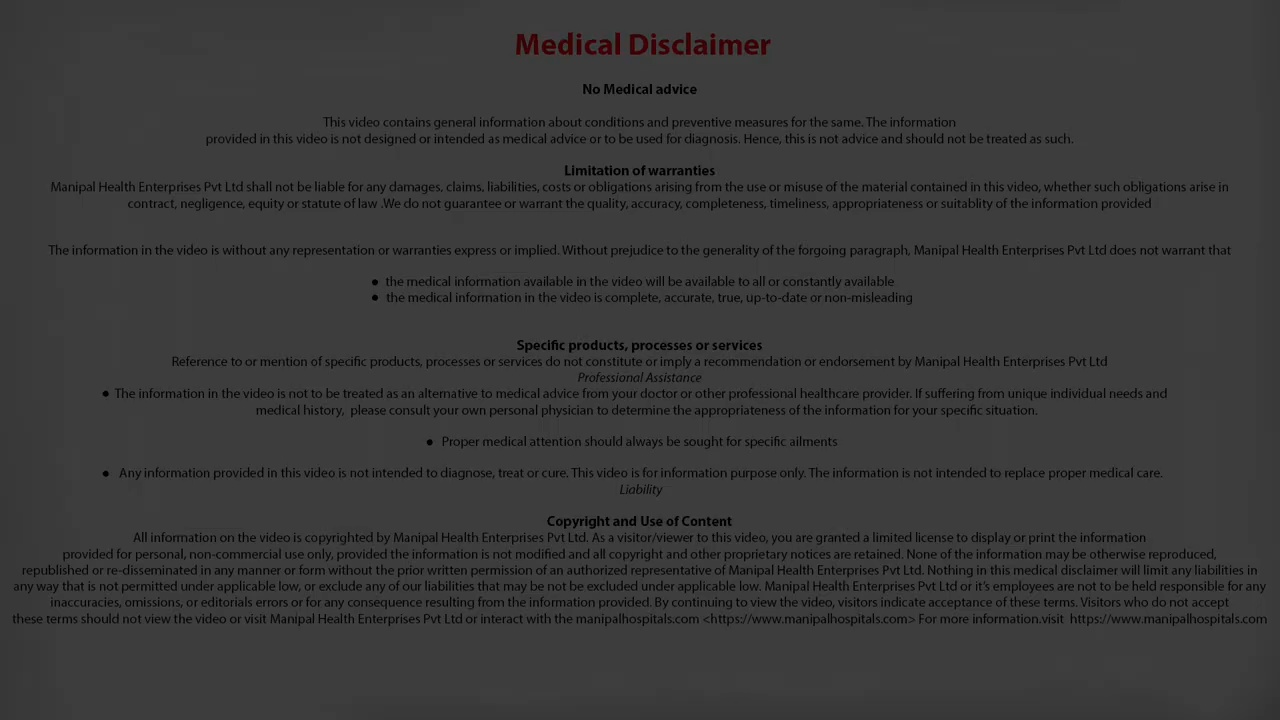 Medical Disclaimer
No Medical advice
This video contains general information about conditions and preventive measures for the same. The information
provided in this video is not designed or intended as medical advice or to be used for diagnosis. Hence, this is not advice and should not be treated as such.
Limitation of warranties
Manipal Health Enterprises Pvt Ltd shall not be liable for any damages, claims, liabilities, costs or obligations arising from the use or misuse of the material contained in this video, whether such obligations arise in
contract, negligence, equity or statute of law .We do not guarantee or warrant the quality, accuracy, completeness, timeliness, appropriateness or suitablity of the information provided
The information in the video is without any representation or warranties express or implied. Without prejudice to the generality of the forgoing paragraph, Manipal Health Enterprises Pvt Ltd does not warrant that
● the medical information available in the video will be available to all or constantly available
● the medical information in the video is complete, accurate, true, up-to-date or non-misleading
Specific products, processes or services
Reference to or mention of specific products, processes or services do not constitute or imply a recommendation or endorsement by Manipal Health Enterprises Pvt Ltd
Professional Assistance
● The information in the video is not to be treated as an alternative to medical advice from your doctor or other professional healthcare provider. If suffering from unique individual needs and
medical history, please consult your own personal physician to determine the appropriateness of the information for your specific situation.
● Proper medical attention should always be sought for specific ailments
● Any information provided in this video is not intended to diagnose, treat or cure. This video is for information purpose only. The information is not intended to replace proper medical care.
Liability
Copyright and Use of Content
All information on the video is copyrighted by Manipal Health Enterprises Pvt Ltd. As a visitor/viewer to this video, you are granted a limited license to display or print the information
provided for personal, non-commercial use only, provided the information is not modified and all copyright and other proprietary notices are retained. None of the information may be otherwise reproduced,
republished or re-disseminated in any manner or form without the prior written permission of an authorized representative of Manipal Health Enterprises Pvt Ltd. Nothing in this medical disclaimer will limit any liabilities in
any way that is not permitted under applicable low, or exclude any of our liabilities that may be not be excluded under applicable low. Manipal Health Enterprises Pvt Ltd or it's employees are not to be held responsible for any
inaccuracies, omissions, or editorials errors or for any consequence resulting from the information provided. By continuing to view the video, visitors indicate acceptance of these terms. Visitors who do not accept
these terms should not view the video or visit Manipal Health Enterprises Pvt Ltd or interact with the manipalhospitals.com <https://www.manipalhospitals.com> For more information.visit https://www.manipalhospitals.com